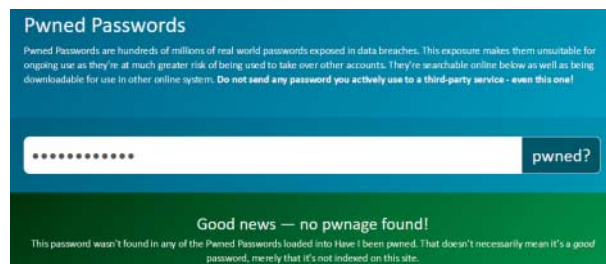 Pwned Passwords
Pwned Passwords are hundreds of millions of real world passwords exposed in data breaches. This exposure makes them unsuitable for
ongoing use as they're at much greater risk of being used to take over other accounts. They're searchable online below as well as being
downloadable for use in other online system. Do not send any password you actively use to a third-party service - even this one!
••••••••••••
pwned?
Good news — no pwnage found!
This password wasn't found in any of the Pwned Passwords loaded into Have I been pwned. That doesn't necessarily mean it's a good
password, merely that it's not indexed on this site.